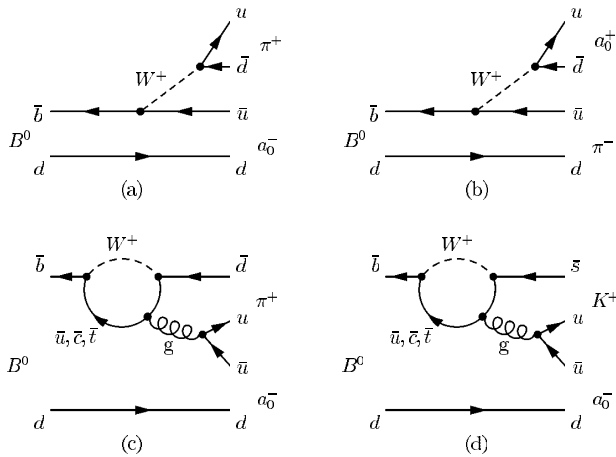 u
W⁺
d̄
π⁺
b̄
ū
B⁰
a₀⁻
d
d
(a)
u
W⁺
d̄
a₀⁺
b̄
ū
B⁰
π⁻
d
d
(b)
W⁺
b̄
d̄
π⁺
u
ū, c̄, t̄
g
ū
B⁰
a₀⁻
d
d
(c)
W⁺
b̄
s̄
K⁺
u
ū, c̄, t̄
g
ū
B⁰
a₀⁻
d
d
(d)